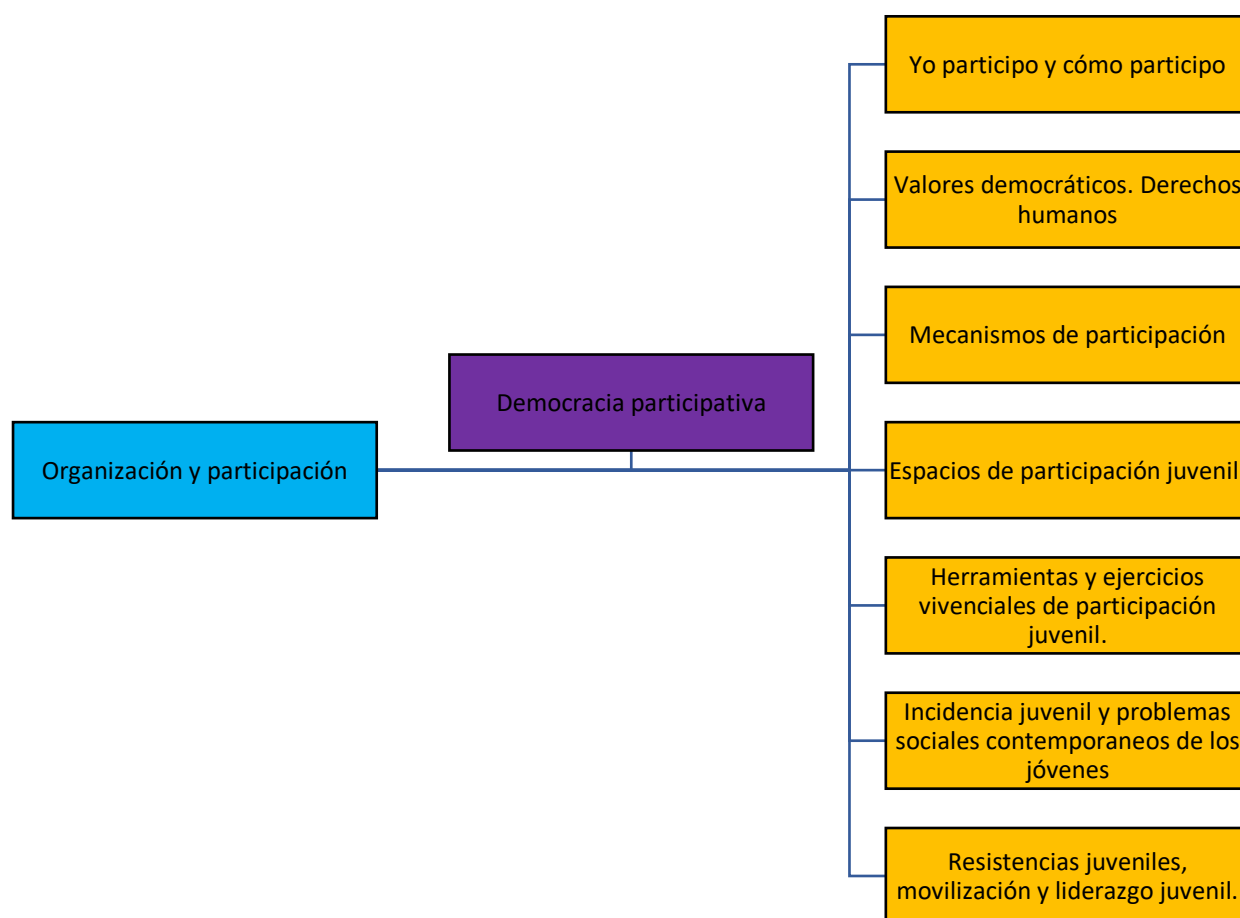 Organización y participación
Democracia participativa
Yo participo y cómo participo
Valores democráticos. Derechos
humanos
Mecanismos de participación
Espacios de participación juvenil
Herramientas y ejercicios
vivenciales de participación
juvenil.
Incidencia juvenil y problemas
sociales contemporaneos de los
jóvenes
Resistencias juveniles,
movilización y liderazgo juvenil.